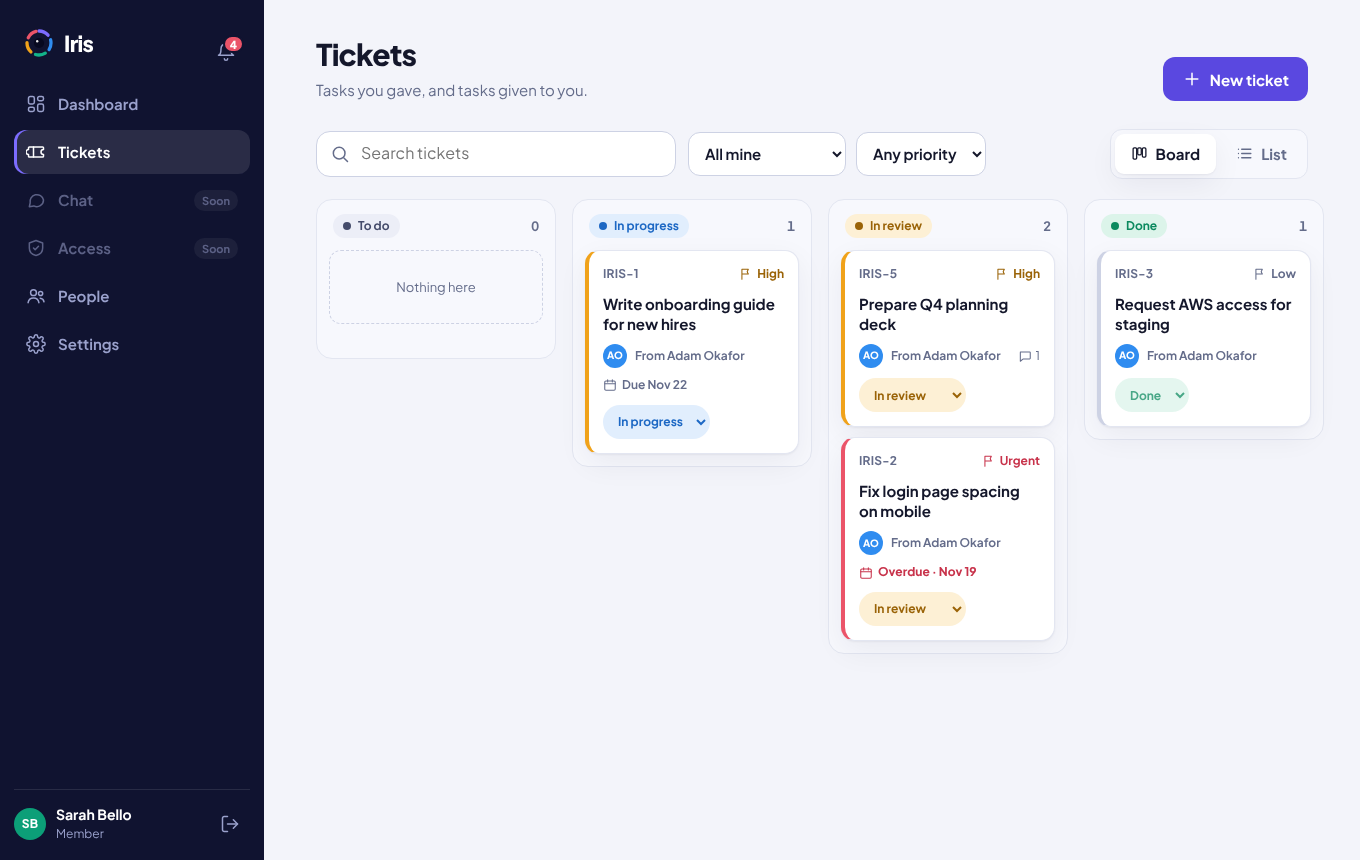 Iris
4
Dashboard
Tickets
Chat
Soon
Access
Soon
People
Settings
SB
Sarah Bello
Member
Tickets
Tasks you gave, and tasks given to you.
New ticket
Search tickets
All mine
Any priority
Board
List
To do
0
Nothing here
In progress
1
IRIS-1
High
Write onboarding guide
for new hires
AO
From Adam Okafor
Due Nov 22
In progress
In review
2
IRIS-5
High
Prepare Q4 planning
deck
AO
From Adam Okafor
1
In review
IRIS-2
Urgent
Fix login page spacing
on mobile
AO
From Adam Okafor
Overdue · Nov 19
In review
Done
1
IRIS-3
Low
Request AWS access for
staging
AO
From Adam Okafor
Done